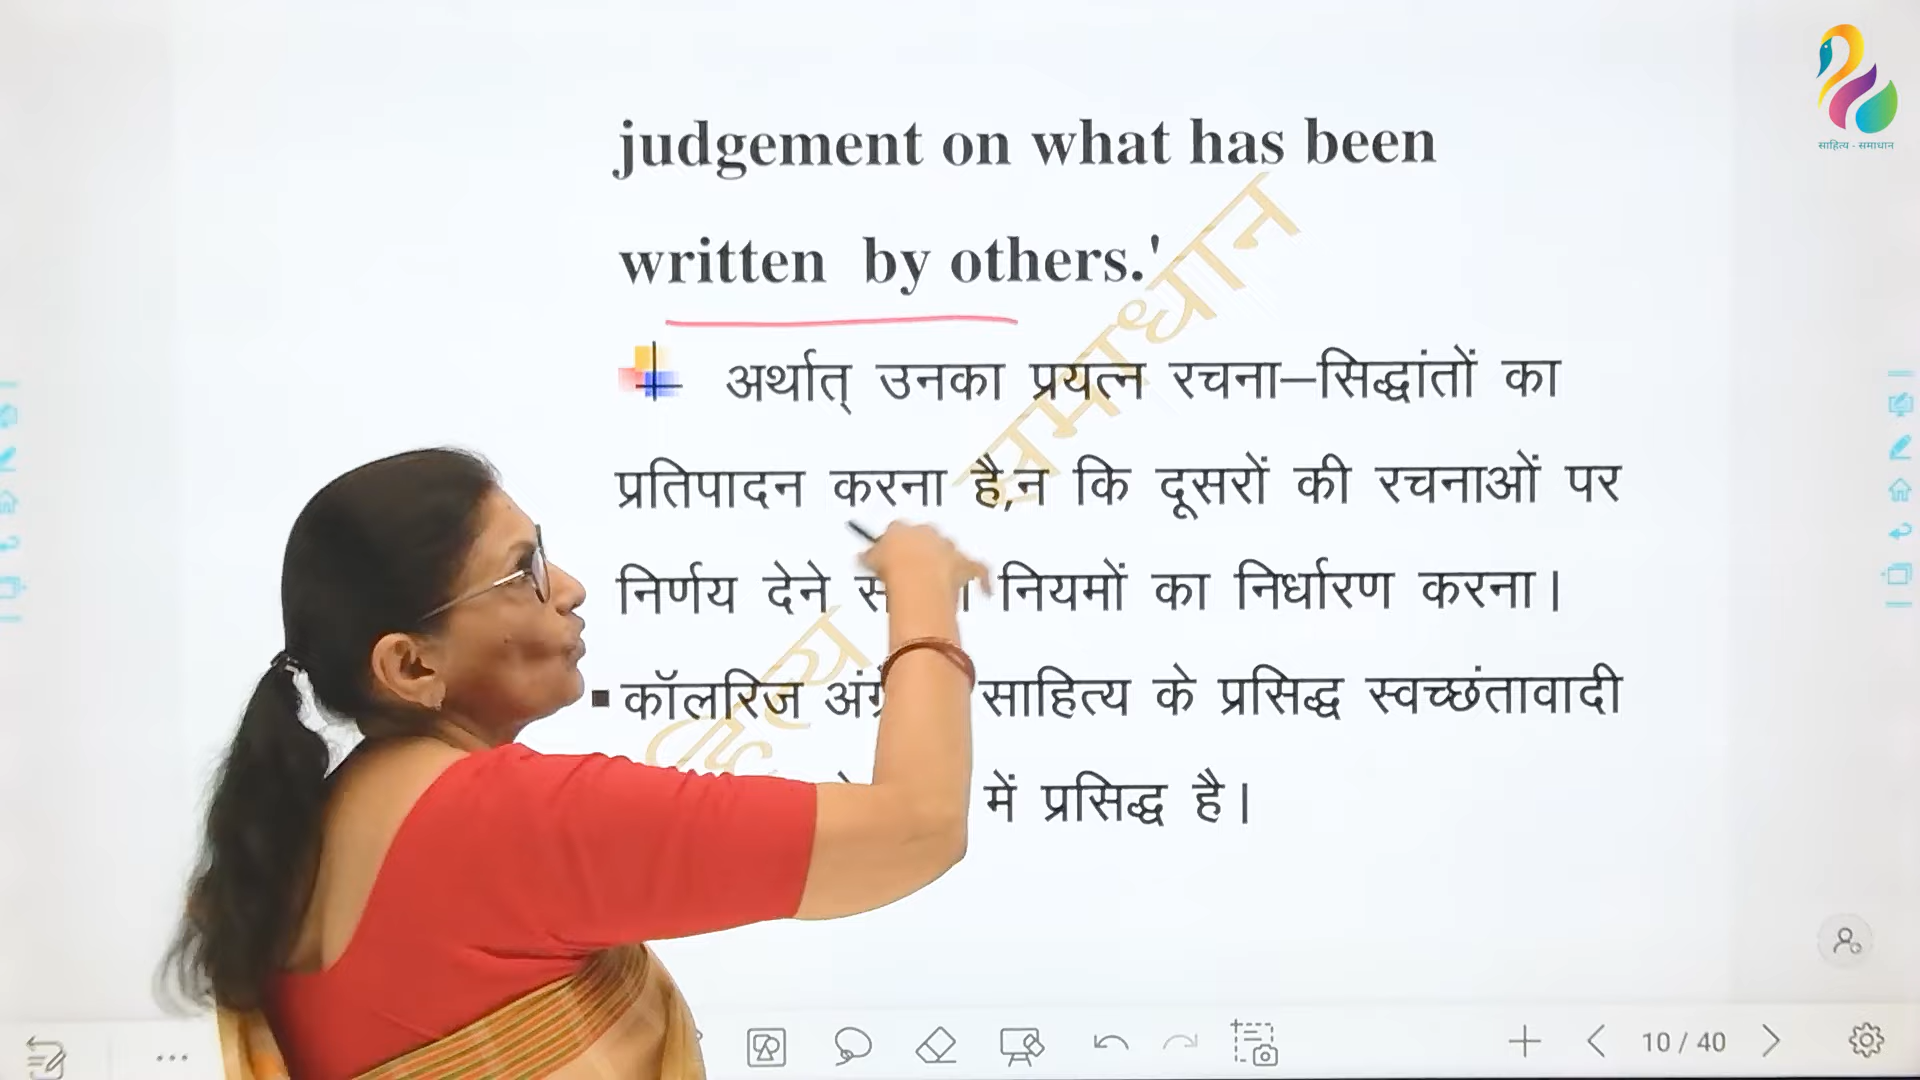 साहित्य - समाधान
judgement on what has been
written by others.'
अर्थात् उनका प्रयत्न रचना–सिद्धांतों का
प्रतिपादन करना है,न कि दूसरों की रचनाओं पर
निर्णय देने नियमों का निर्धारण करना।
▪कॉलरिज साहित्य के प्रसिद्ध स्वच्छंतावादी
में प्रसिद्ध है।
समाधान
10 / 40